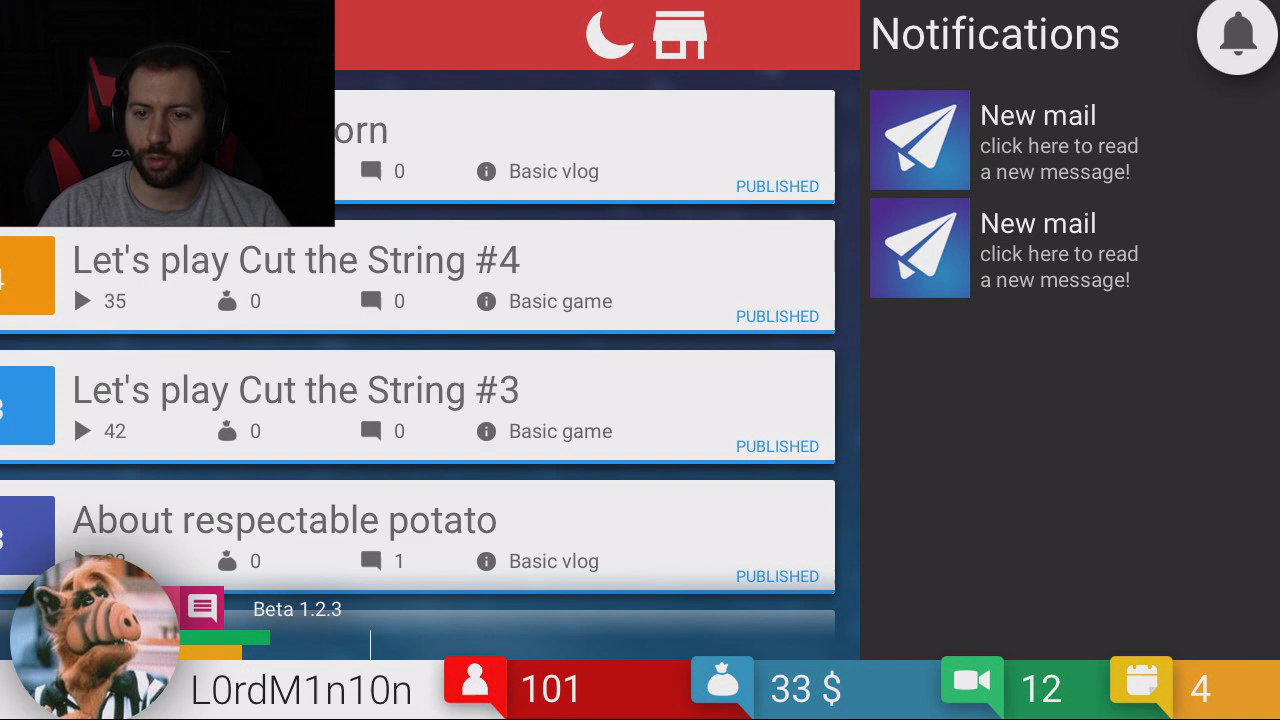 Notifications
New mail
click here to read
a new message!
New mail
click here to read
a new message!
orn
0
Basic vlog
PUBLISHED
Let's play Cut the String #4
35
0
0
Basic game
PUBLISHED
Let's play Cut the String #3
42
0
0
Basic game
PUBLISHED
About respectable potato
0
1
Basic vlog
PUBLISHED
Beta 1.2.3
L0rdM1n10n
101
33 $
12
4